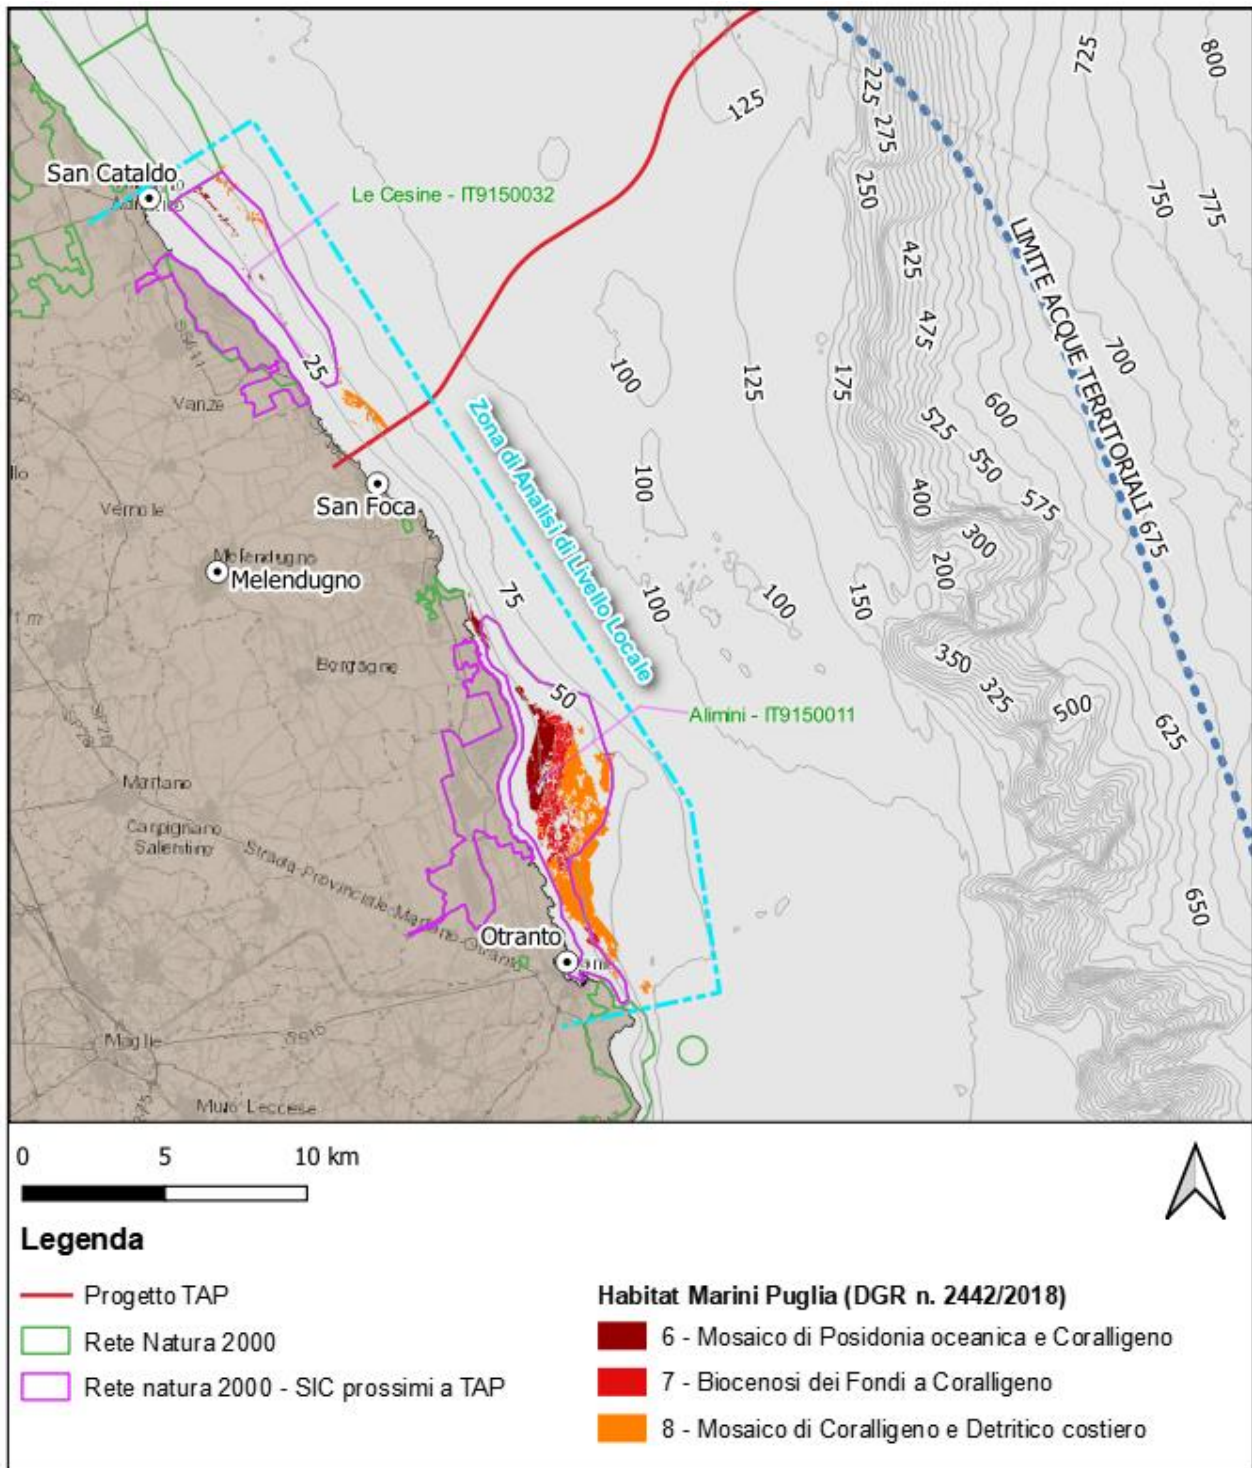 125
725
800
225
275
250
San Cataldo
Le Cesine - IT9150032
750
775
LIMITE ACQUE TERRITORIALI
425
475
25
100
125
175
700
Vanze
600
525
550
575
Zona di Analisi di Livello Locale
100
400
300
675
San Foca
Vernole
Melendugno
Melendugno
200
75
100
100
150
Borgagne
350
325
50
500
Alimini - IT9150011
625
Martano
Carpignano
Salentino
Strada-Provinciale-Martano-Otranto
650
Otranto
Maglie
SS16
Muro Leccese
0 5 10 km
Legenda
Progetto TAP
Rete Natura 2000
Rete natura 2000 - SIC prossimi a TAP
Habitat Marini Puglia (DGR n. 2442/2018)
6 - Mosaico di Posidonia oceanica e Coralligeno
7 - Biocenosi dei Fondi a Coralligeno
8 - Mosaico di Coralligeno e Detritico costiero